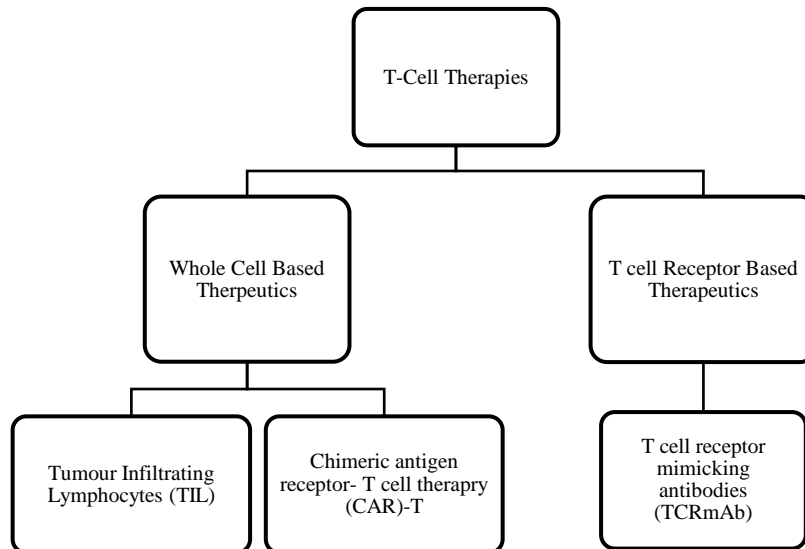 T-Cell Therapies
Whole Cell Based
Therpeutics
T cell Receptor Based
Therapeutics
Tumour Infiltrating
Lymphocytes (TIL)
Chimeric antigen
receptor- T cell therapry
(CAR)-T
T cell receptor
mimicking
antibodies
(TCRmAb)